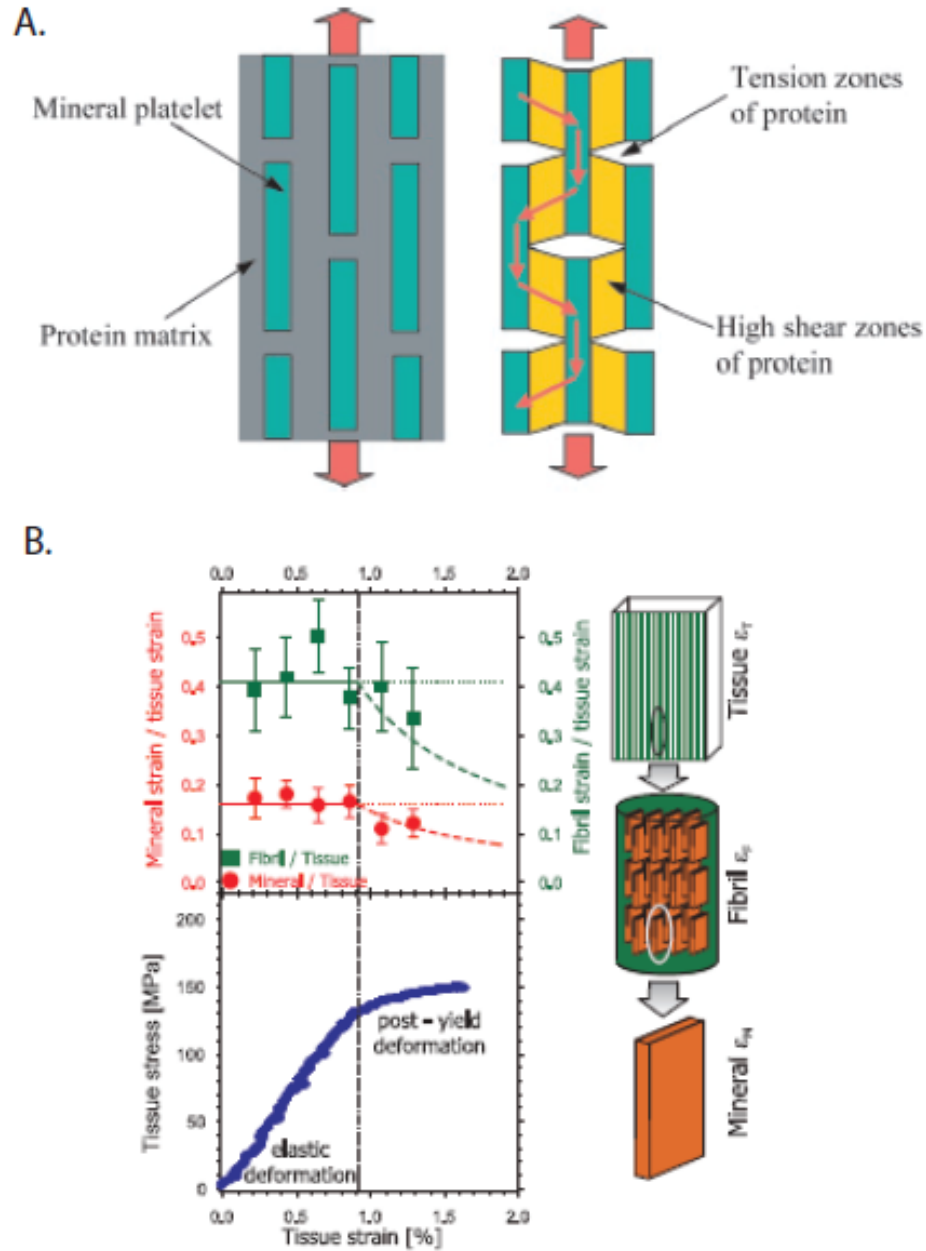 A.
Mineral platelet
Protein matrix
Tension zones
of protein
High shear zones
of protein
B.
0.0 0.5 1.0 1.5 2.0
Mineral strain / tissue strain
0.5
0.4
0.3
0.2
0.1
0.0
Fibril / Tissue
Mineral / Tissue
0.5
0.4
0.3
0.2
0.1
0.0
Fibril strain / tissue strain
Tissue stress [MPa]
200
150
100
50
0
elastic
deformation
post - yield
deformation
0.0 0.5 1.0 1.5 2.0
Tissue strain [%]
Tissue εT
Fibril εF
Mineral εM